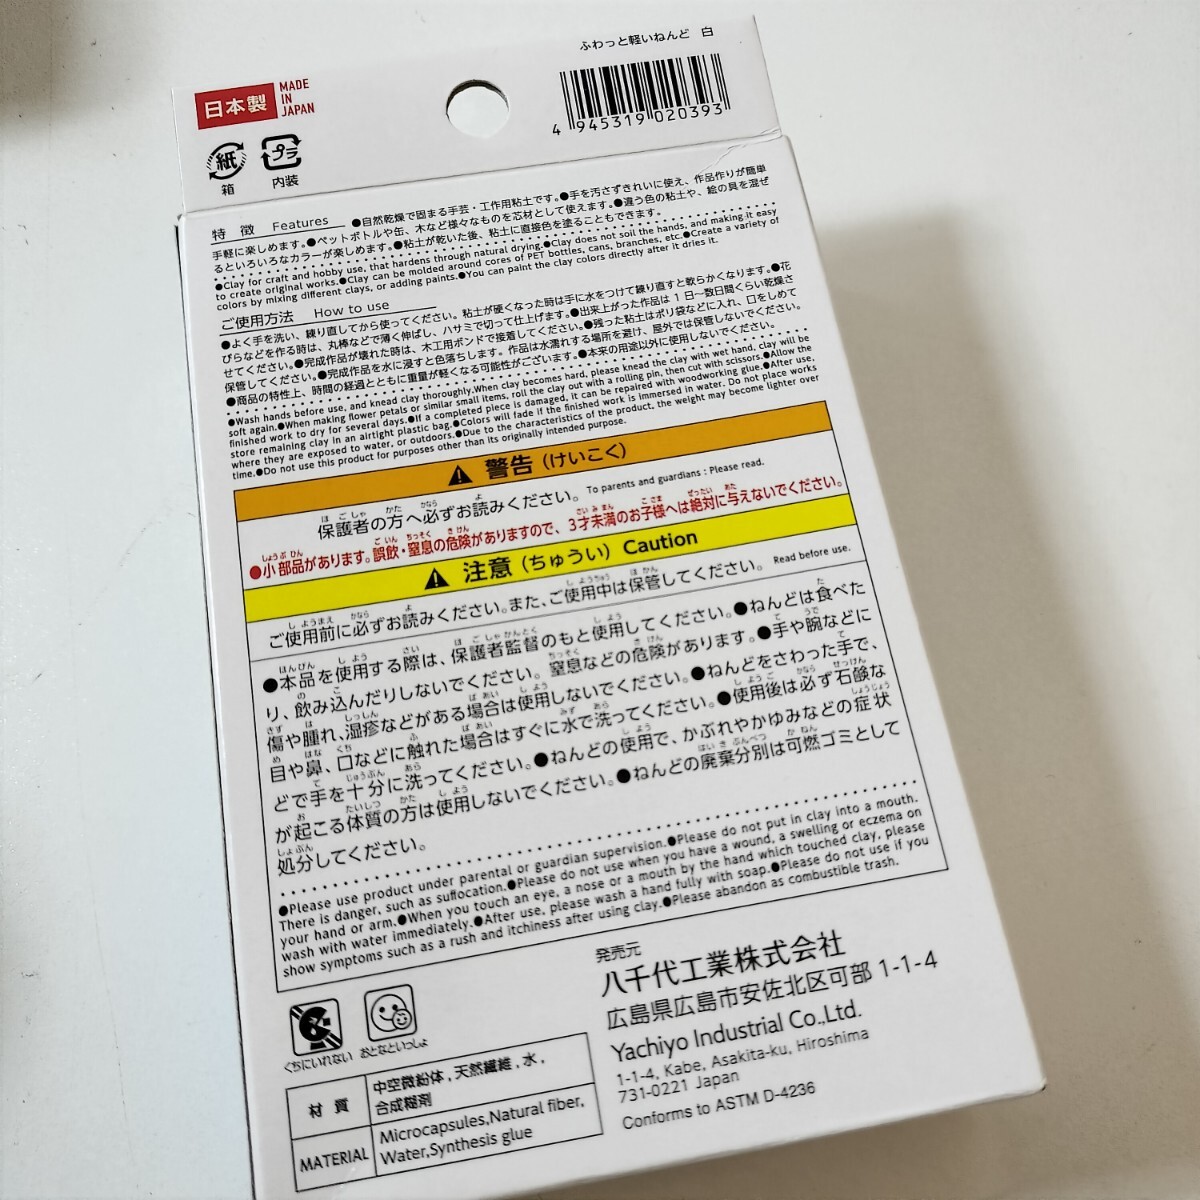 ふわっと軽いねんど 白
日本製
MADE
IN
JAPAN
4 945319 020393
紙
箱
プラ
内装
特 徴 Features ●自然乾燥で固まる手芸・工作用粘土です。●手を汚さずきれいに使え、作品作りが簡単
手軽に楽しめます。●ペットボトルや缶、木など様々なものを芯材として使えます。●違う色の粘土や、絵の具を混ぜ
るといろいろなカラーが楽しめます。●粘土が乾いた後、粘土に直接色を塗ることもできます。
●Clay for craft and hobby use, that hardens through natural drying.●Clay does not soil the hands, and making it easy
to create original works.●Clay can be molded around cores of PET bottles, cans, branches, etc.●Create a variety of
colors by mixing different clays, or adding paints.●You can paint the clay colors directly after it dries it.
ご使用方法 How to use
●よく手を洗い、練り直してから使ってください。粘土が硬くなった時は手に水をつけて練り直すと軟らかくなります。●花
びらなどを作る時は、丸棒などで薄く伸ばし、ハサミで切って仕上げます。●出来上がった作品は1日〜数日間くらい乾燥さ
せてください。●完成作品が壊れた時は、木工用ボンドで接着してください。●残った粘土はポリ袋などに入れ、口をしめて
保管してください。●完成作品を水に浸すと色落ちします。作品は水濡れする場所を避け、屋外では保管しないでください。
●商品の特性上、時間の経過とともに重量が軽くなる可能性がございます。●本来の用途以外に使用しないでください。
●Wash hands before use, and knead clay thoroughly.When clay becomes hard, please knead the clay with wet hand, clay will be
soft again.●When making flower petals or similar small items, roll the clay out with a rolling pin, then cut with scissors.●Allow the
finished work to dry for several days.●If a completed piece is damaged, it can be repaired with woodworking glue.●After use,
store remaining clay in an airtight plastic bag.●Colors will fade if the finished work is immersed in water. Do not place works
where they are exposed to water, or outdoors.●Due to the characteristics of the product, the weight may become lighter over
time.●Do not use this product for purposes other than its originally intended purpose.
警告(けいこく)
保護者の方へ必ずお読みください。 To parents and guardians : Please read.
●小部品があります。誤飲・窒息の危険がありますので、3才未満のお子様へは絶対に与えないでください。
注意(ちゅうい) Caution
ご使用前に必ずお読みください。また、ご使用中は保管してください。 Read before use.
●本品を使用する際は、保護者監督のもと使用してください。●ねんどは食べた
り、飲み込んだりしないでください。窒息などの危険があります。●手や腕などに
傷や腫れ、湿疹などがある場合は使用しないでください。●ねんどをさわった手で、
目や鼻、口などに触れた場合はすぐに水で洗ってください。●使用後は必ず石鹸な
どで手を十分に洗ってください。●ねんどの使用で、かぶれやかゆみなどの症状
が起こる体質の方は使用しないでください。●ねんどの廃棄分別は可燃ゴミとして
処分してください。
●Please use product under parental or guardian supervision.●Please do not put in clay into a mouth.
There is danger, such as suffocation.●Please do not use when you have a wound, a swelling or eczema on
your hand or arm.●When you touch an eye, a nose or a mouth by the hand which touched clay, please
wash with water immediately.●After use, please wash a hand fully with soap.●Please do not use if you
show symptoms such as a rush and itchiness after using clay.●Please abandon as combustible trash.
くちにいれない おとなといっしょ
発売元
八千代工業株式会社
広島県広島市安佐北区可部 1-1-4
Yachiyo Industrial Co.,Ltd.
1-1-4, Kabe, Asakita-ku, Hiroshima
731-0221 Japan
Conforms to ASTM D-4236
材 質
中空微粉体,天然繊維,水,
合成糊剤
MATERIAL
Microcapsules,Natural fiber,
Water,Synthesis glue